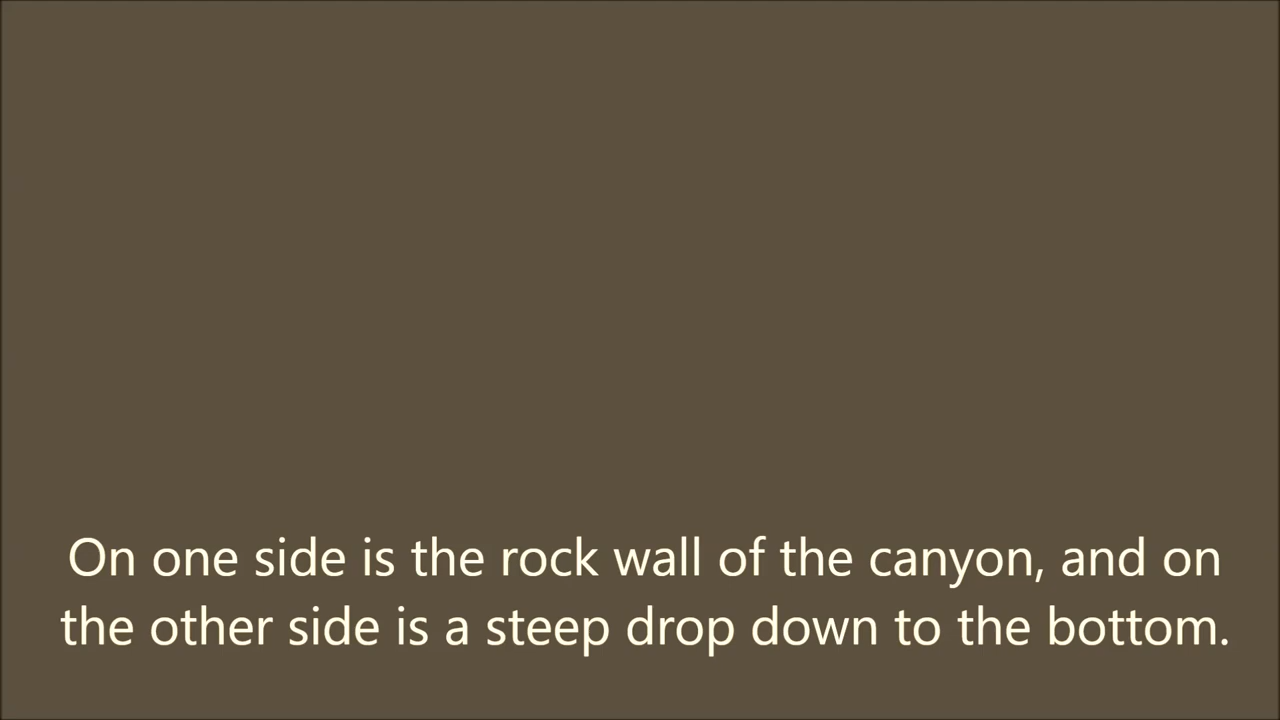 On one side is the rock wall of the canyon, and on
the other side is a steep drop down to the bottom.